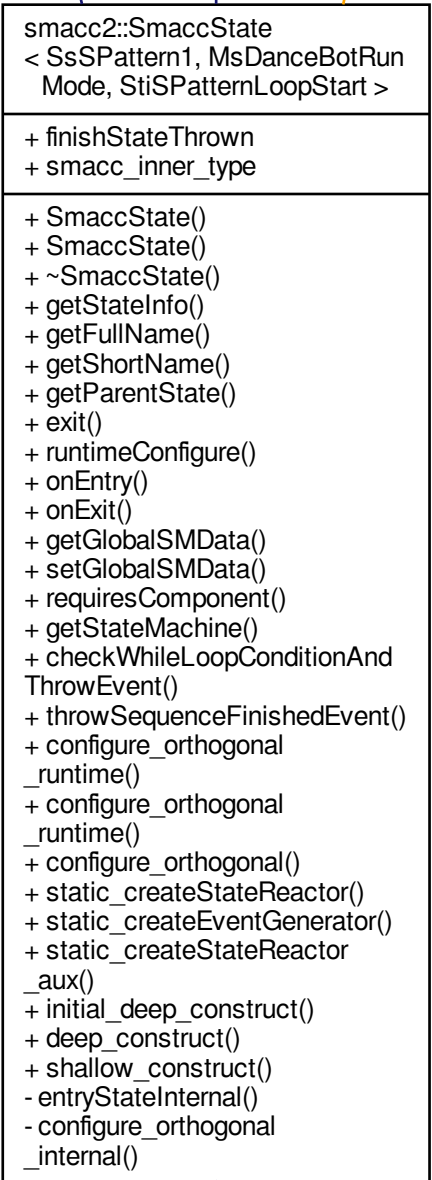 smacc2::SmaccState
< SsSPattern1, MsDanceBotRun
Mode, StiSPatternLoopStart >
+ finishStateThrown
+ smacc_inner_type
+ SmaccState()
+ SmaccState()
+ ~SmaccState()
+ getStateInfo()
+ getFullName()
+ getShortName()
+ getParentState()
+ exit()
+ runtimeConfigure()
+ onEntry()
+ onExit()
+ getGlobalSMData()
+ setGlobalSMData()
+ requiresComponent()
+ getStateMachine()
+ checkWhileLoopConditionAnd
ThrowEvent()
+ throwSequenceFinishedEvent()
+ configure_orthogonal
_runtime()
+ configure_orthogonal
_runtime()
+ configure_orthogonal()
+ static_createStateReactor()
+ static_createEventGenerator()
+ static_createStateReactor
_aux()
+ initial_deep_construct()
+ deep_construct()
+ shallow_construct()
- entryStateInternal()
- configure_orthogonal
_internal()